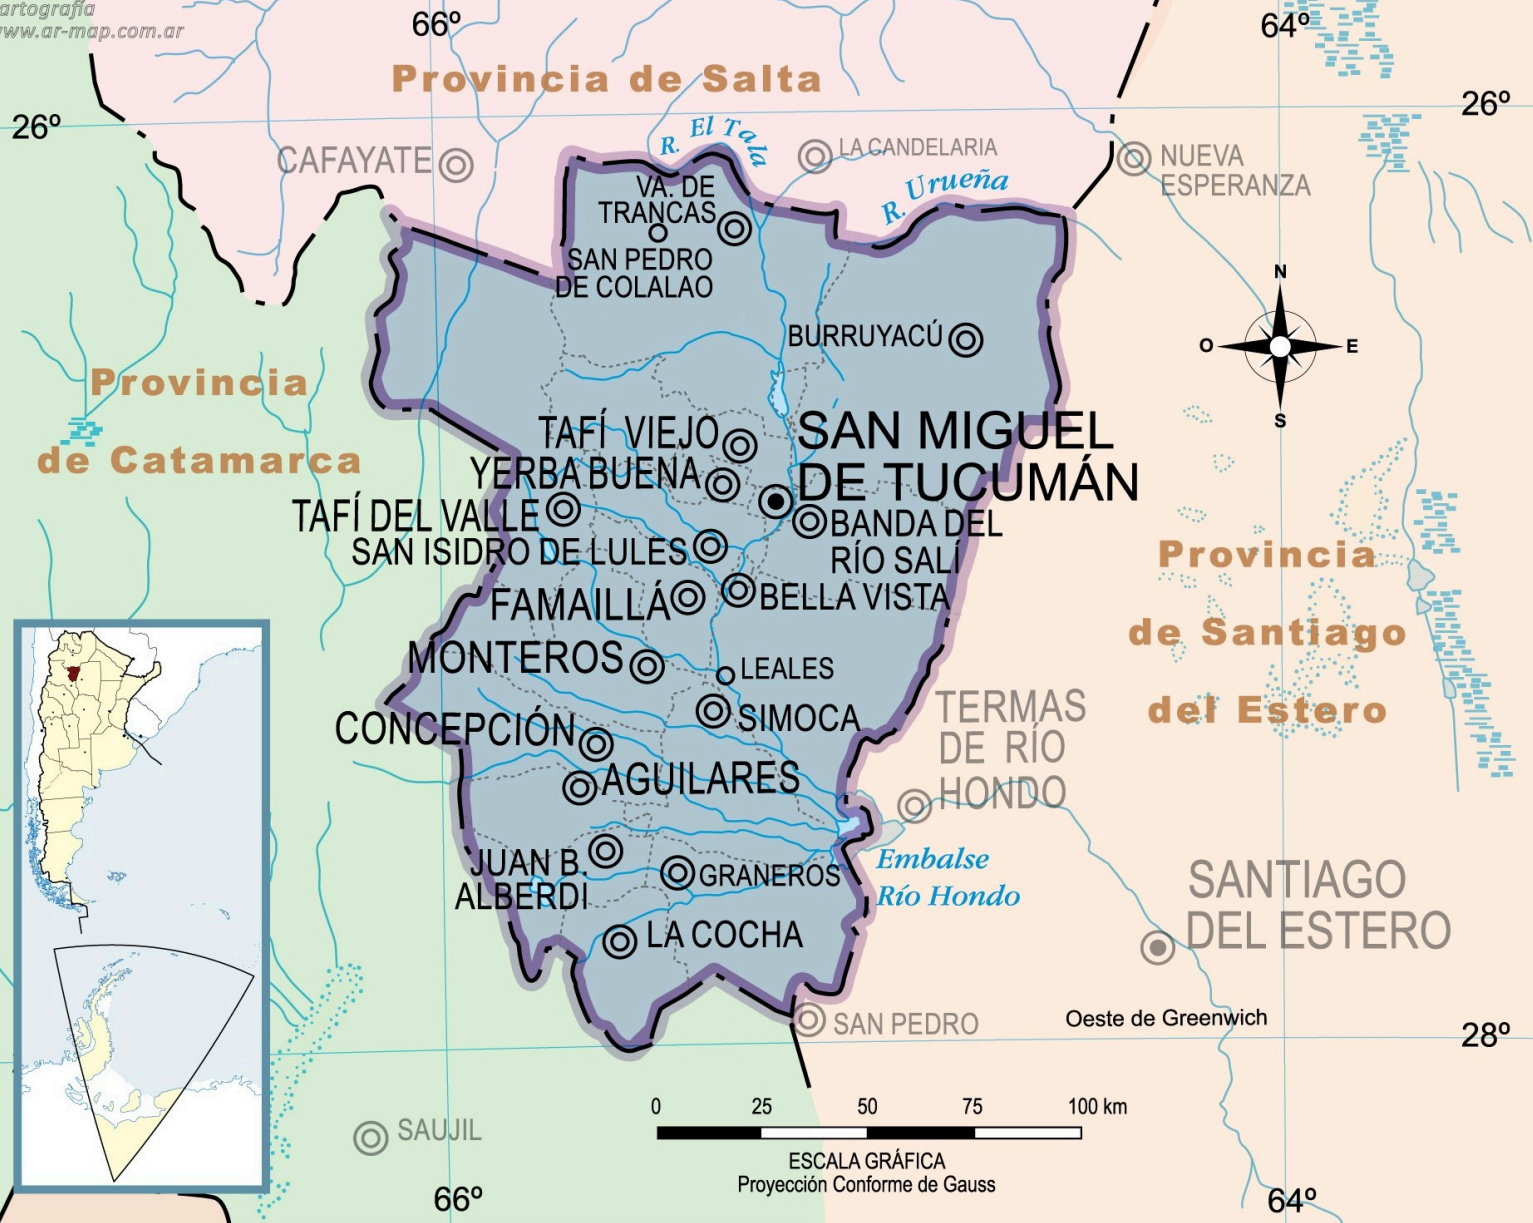 artografía
www.ar-map.com.ar
66º
64º
Provincia de Salta
26º
26º
R. El Tala
CAFAYATE
LA CANDELARIA
NUEVA
ESPERANZA
R. Urueña
VA. DE
TRANCAS
SAN PEDRO
DE COLALAO
N
O
E
S
BURRUYACÚ
Provincia
de Catamarca
TAFÍ VIEJO
SAN MIGUEL
DE TUCUMÁN
YERBA BUENA
TAFÍ DEL VALLE
BANDA DEL
RÍO SALÍ
SAN ISIDRO DE LULES
Provincia
de Santiago
del Estero
FAMAILLÁ
BELLA VISTA
MONTEROS
LEALES
SIMOCA
CONCEPCIÓN
TERMAS
DE RÍO
HONDO
AGUILARES
JUAN B.
ALBERDI
GRANEROS
Embalse
Río Hondo
SANTIAGO
DEL ESTERO
LA COCHA
SAN PEDRO
Oeste de Greenwich
28º
0 25 50 75 100 km
ESCALA GRÁFICA
Proyección Conforme de Gauss
SAUJIL
66º
64º